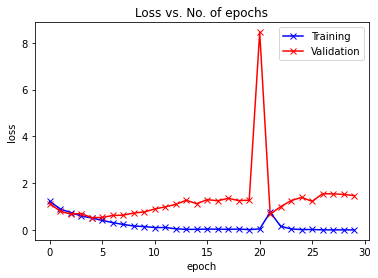 Loss vs. No. of epochs
Training
Validation
loss
8
6
4
2
0
0 5 10 15 20 25 30
epoch